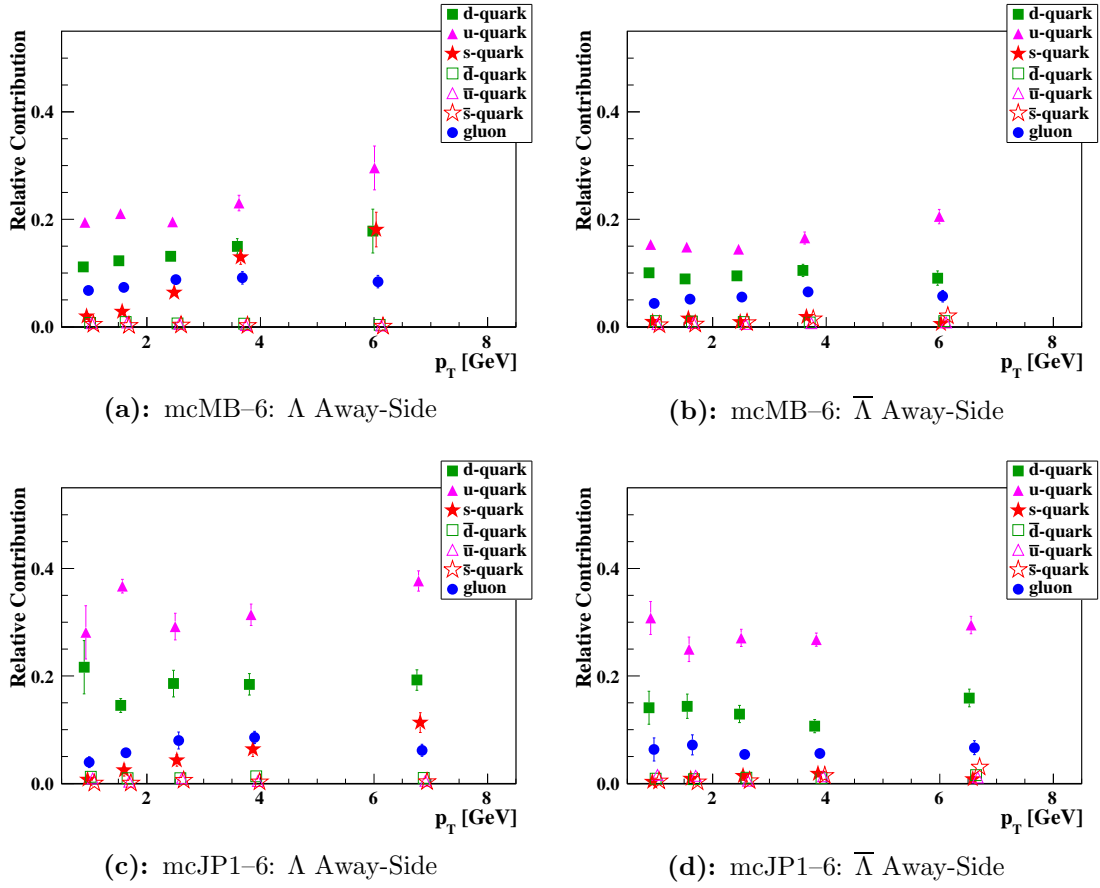 d-quark
u-quark
s-quark
d̅-quark
u̅-quark
s̅-quark
gluon
Relative Contribution
0.4
0.2
0.0
2 4 6 8
p_T [GeV]
(a): mcMB–6: Λ Away-Side
d-quark
u-quark
s-quark
d̅-quark
u̅-quark
s̅-quark
gluon
Relative Contribution
0.4
0.2
0.0
2 4 6 8
p_T [GeV]
(b): mcMB–6: Λ̅ Away-Side
d-quark
u-quark
s-quark
d̅-quark
u̅-quark
s̅-quark
gluon
Relative Contribution
0.4
0.2
0.0
2 4 6 8
p_T [GeV]
(c): mcJP1–6: Λ Away-Side
d-quark
u-quark
s-quark
d̅-quark
u̅-quark
s̅-quark
gluon
Relative Contribution
0.4
0.2
0.0
2 4 6 8
p_T [GeV]
(d): mcJP1–6: Λ̅ Away-Side